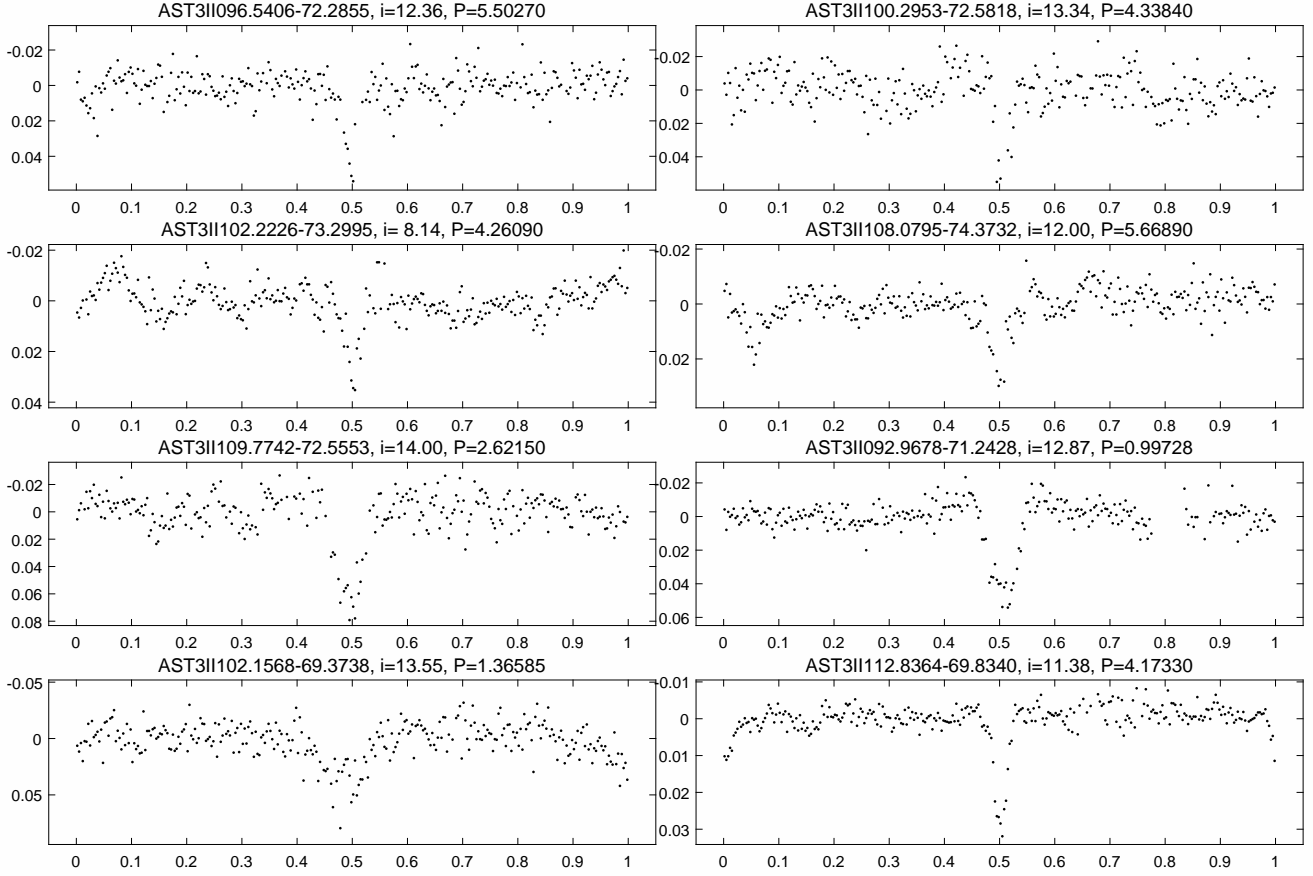 AST3II096.5406-72.2855, i=12.36, P=5.50270
-0.02
0
0.02
0.04
0 0.1 0.2 0.3 0.4 0.5 0.6 0.7 0.8 0.9 1
AST3II100.2953-72.5818, i=13.34, P=4.33840
-0.02
0
0.02
0.04
0 0.1 0.2 0.3 0.4 0.5 0.6 0.7 0.8 0.9 1
AST3II102.2226-73.2995, i= 8.14, P=4.26090
-0.02
0
0.02
0.04
0 0.1 0.2 0.3 0.4 0.5 0.6 0.7 0.8 0.9 1
AST3II108.0795-74.3732, i=12.00, P=5.66890
-0.02
0
0.02
0 0.1 0.2 0.3 0.4 0.5 0.6 0.7 0.8 0.9 1
AST3II109.7742-72.5553, i=14.00, P=2.62150
-0.02
0
0.02
0.04
0.06
0.08
0 0.1 0.2 0.3 0.4 0.5 0.6 0.7 0.8 0.9 1
AST3II092.9678-71.2428, i=12.87, P=0.99728
-0.02
0
0.02
0.04
0.06
0 0.1 0.2 0.3 0.4 0.5 0.6 0.7 0.8 0.9 1
AST3II102.1568-69.3738, i=13.55, P=1.36585
-0.05
0
0.05
0 0.1 0.2 0.3 0.4 0.5 0.6 0.7 0.8 0.9 1
AST3II112.8364-69.8340, i=11.38, P=4.17330
-0.01
0
0.01
0.02
0.03
0 0.1 0.2 0.3 0.4 0.5 0.6 0.7 0.8 0.9 1